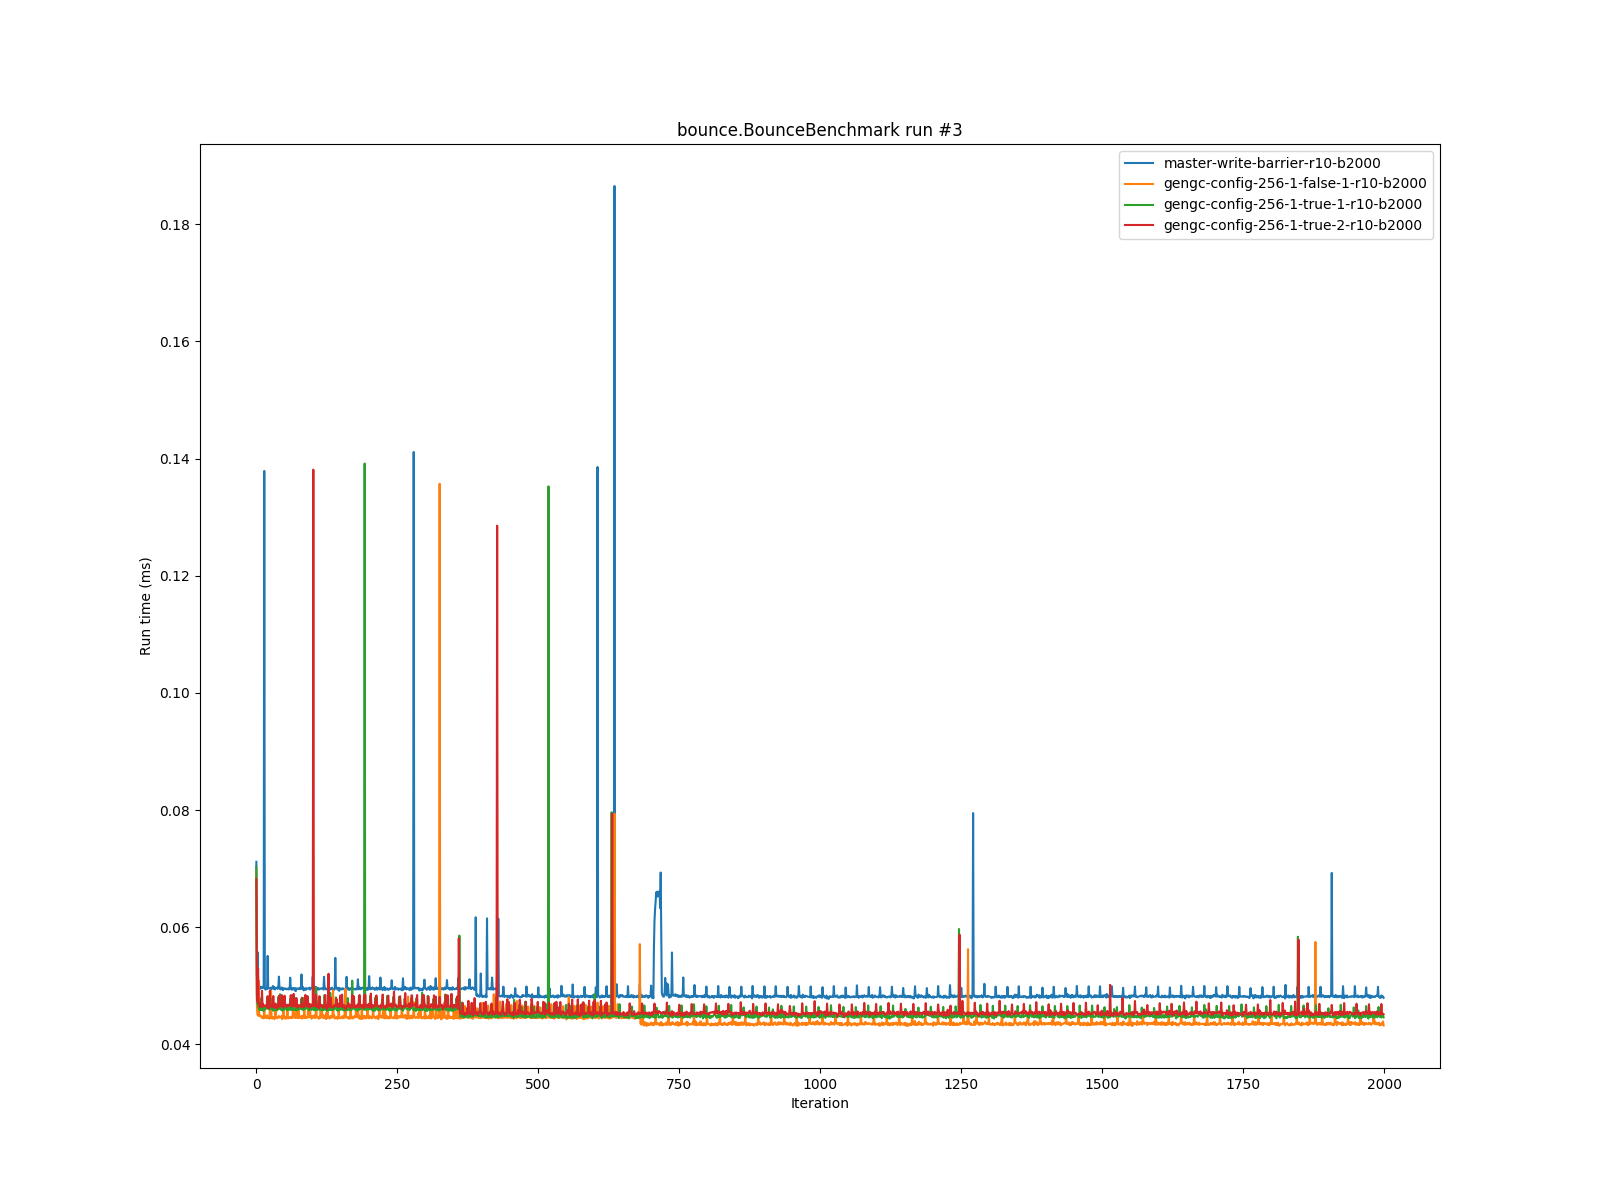 bounce.BounceBenchmark run #3
master-write-barrier-r10-b2000
gengc-config-256-1-false-1-r10-b2000
gengc-config-256-1-true-1-r10-b2000
gengc-config-256-1-true-2-r10-b2000
Run time (ms)
0.18
0.16
0.14
0.12
0.10
0.08
0.06
0.04
0 250 500 750 1000 1250 1500 1750 2000
Iteration